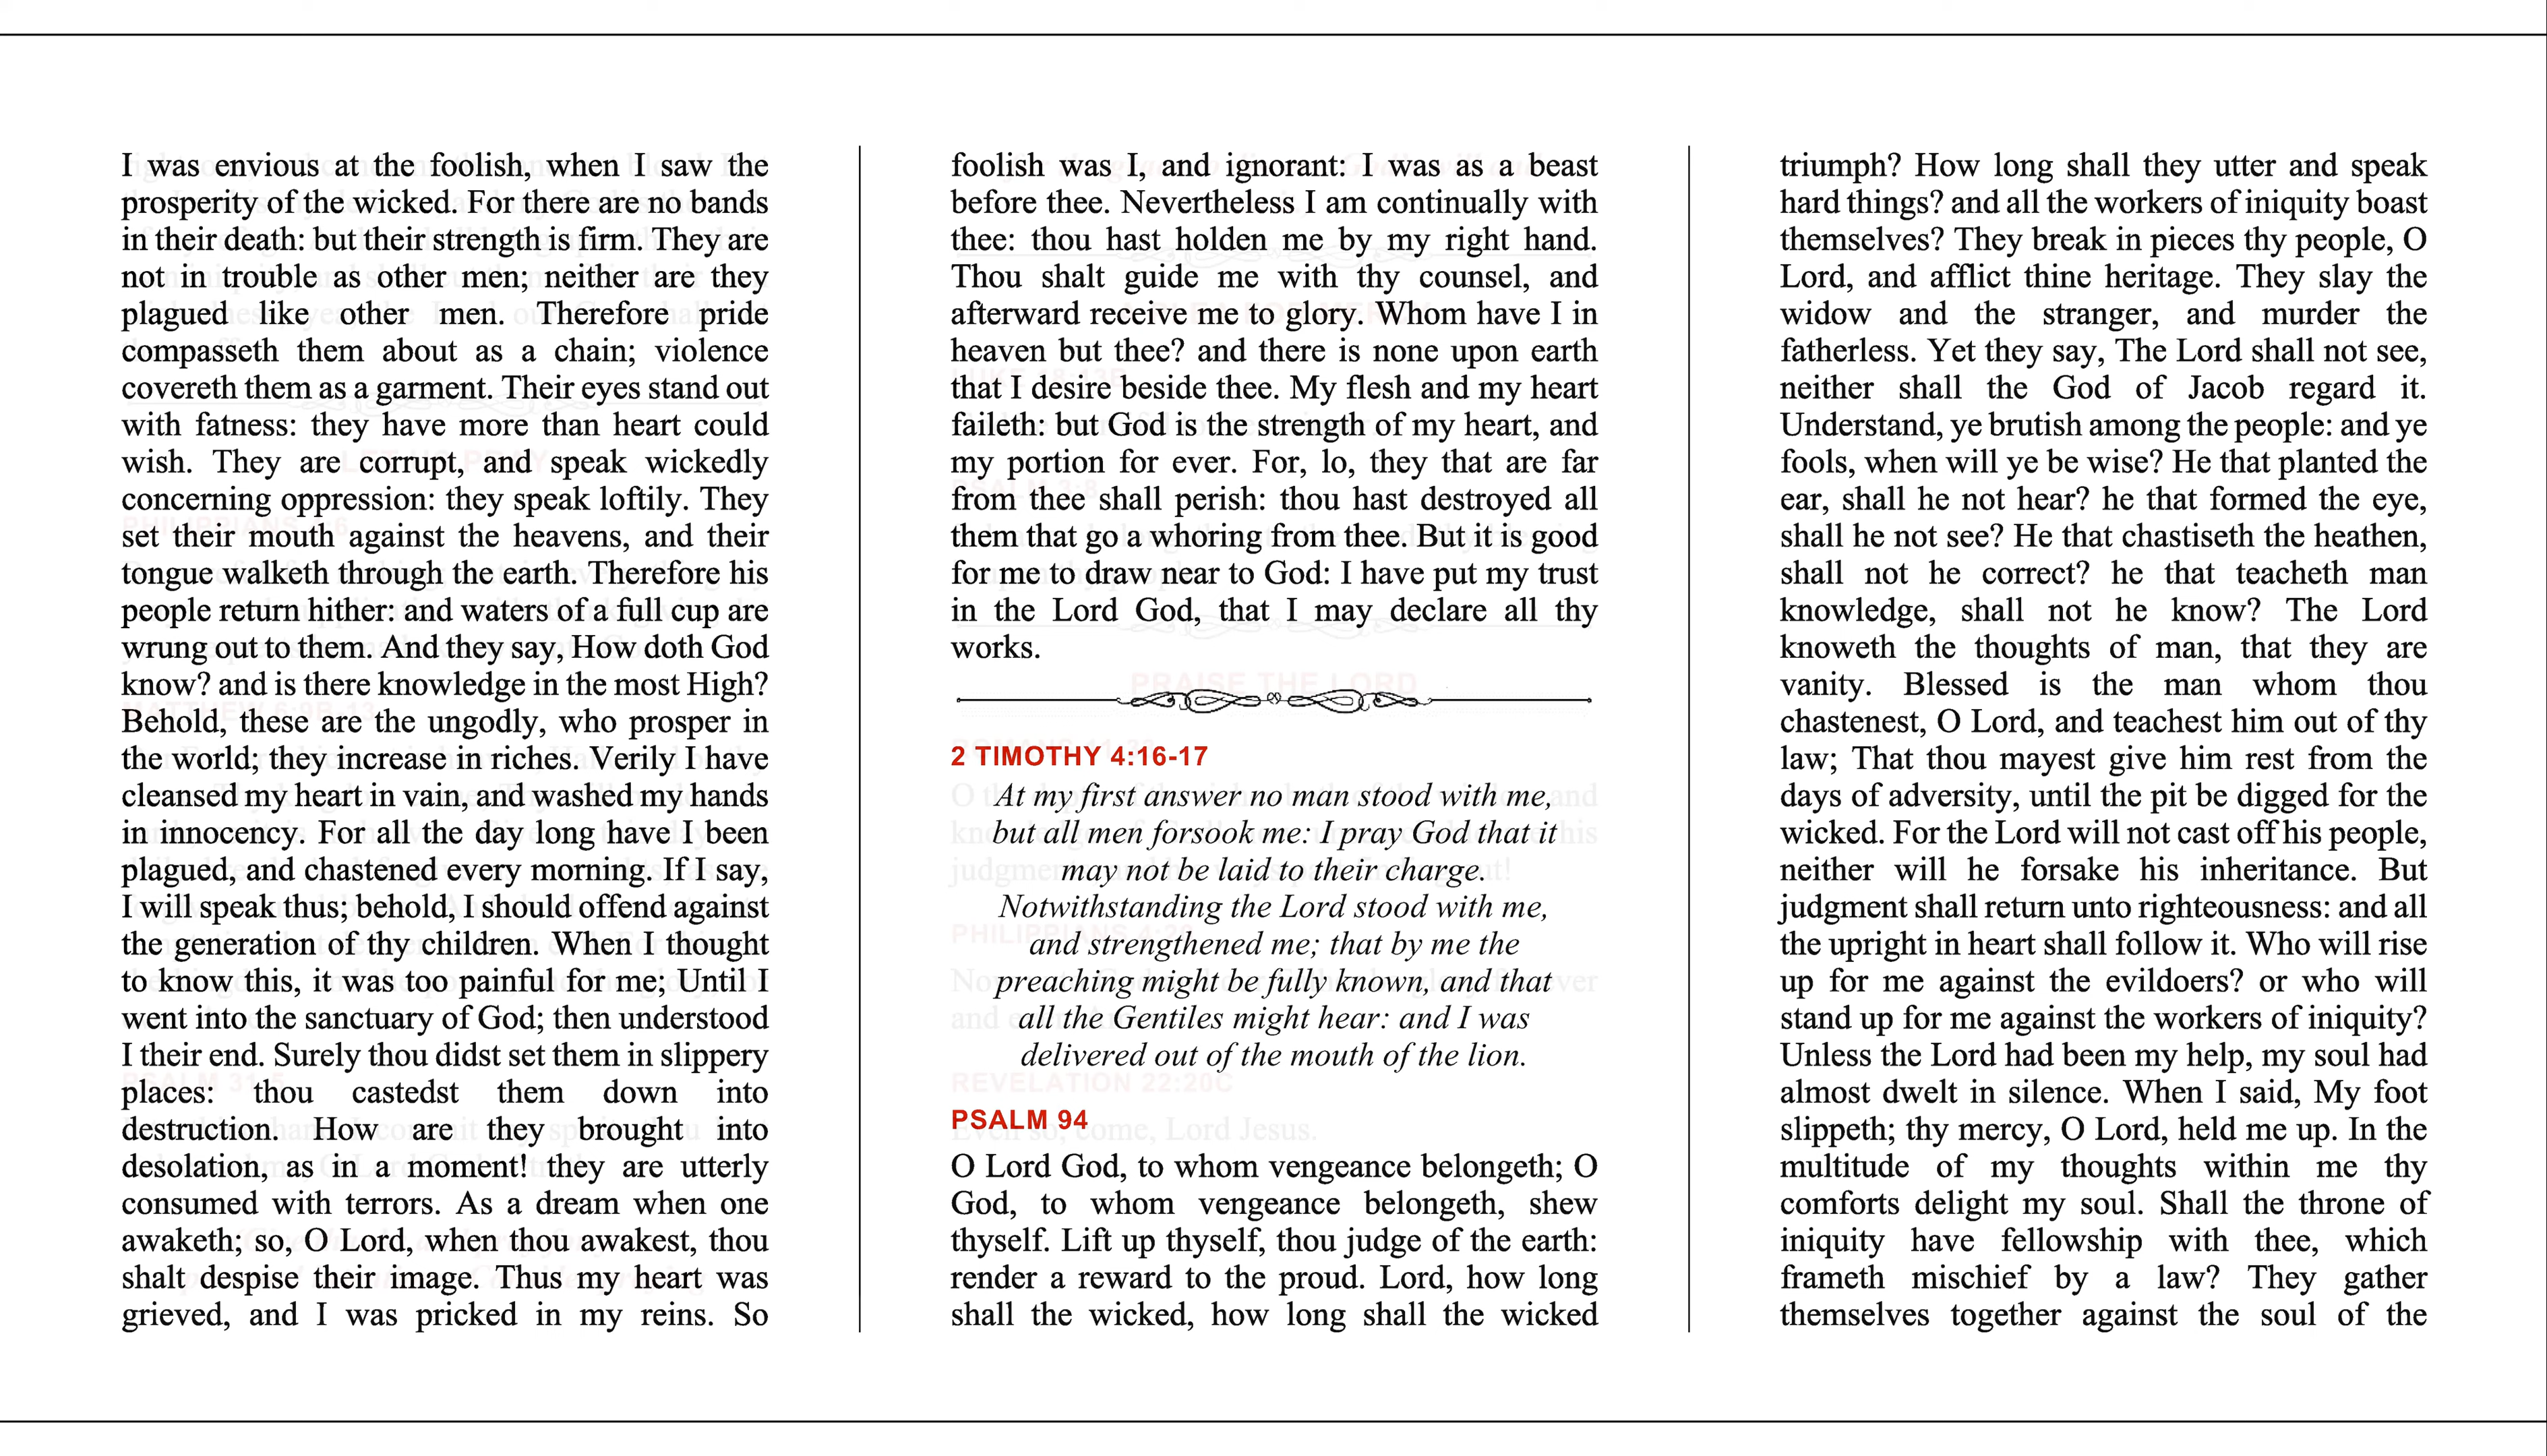 I was envious at the foolish, when I saw the
prosperity of the wicked. For there are no bands
in their death: but their strength is firm. They are
not in trouble as other men; neither are they
plagued like other men. Therefore pride
compasseth them about as a chain; violence
covereth them as a garment. Their eyes stand out
with fatness: they have more than heart could
wish. They are corrupt, and speak wickedly
concerning oppression: they speak loftily. They
set their mouth against the heavens, and their
tongue walketh through the earth. Therefore his
people return hither: and waters of a full cup are
wrung out to them. And they say, How doth God
know? and is there knowledge in the most High?
Behold, these are the ungodly, who prosper in
the world; they increase in riches. Verily I have
cleansed my heart in vain, and washed my hands
in innocency. For all the day long have I been
plagued, and chastened every morning. If I say,
I will speak thus; behold, I should offend against
the generation of thy children. When I thought
to know this, it was too painful for me; Until I
went into the sanctuary of God; then understood
I their end. Surely thou didst set them in slippery
places: thou castedst them down into
destruction. How are they brought into
desolation, as in a moment! they are utterly
consumed with terrors. As a dream when one
awaketh; so, O Lord, when thou awakest, thou
shalt despise their image. Thus my heart was
grieved, and I was pricked in my reins. So
foolish was I, and ignorant: I was as a beast
before thee. Nevertheless I am continually with
thee: thou hast holden me by my right hand.
Thou shalt guide me with thy counsel, and
afterward receive me to glory. Whom have I in
heaven but thee? and there is none upon earth
that I desire beside thee. My flesh and my heart
faileth: but God is the strength of my heart, and
my portion for ever. For, lo, they that are far
from thee shall perish: thou hast destroyed all
them that go a whoring from thee. But it is good
for me to draw near to God: I have put my trust
in the Lord God, that I may declare all thy
works.
PRAISE THE LORD
2 TIMOTHY 4:16-17
At my first answer no man stood with me,
but all men forsook me: I pray God that it
may not be laid to their charge.
Notwithstanding the Lord stood with me,
and strengthened me; that by me the
preaching might be fully known, and that
all the Gentiles might hear: and I was
delivered out of the mouth of the lion.
REVELATION 22:20C
PSALM 94
O Lord God, to whom vengeance belongeth; O
God, to whom vengeance belongeth, shew
thyself. Lift up thyself, thou judge of the earth:
render a reward to the proud. Lord, how long
shall the wicked, how long shall the wicked
triumph? How long shall they utter and speak
hard things? and all the workers of iniquity boast
themselves? They break in pieces thy people, O
Lord, and afflict thine heritage. They slay the
widow and the stranger, and murder the
fatherless. Yet they say, The Lord shall not see,
neither shall the God of Jacob regard it.
Understand, ye brutish among the people: and ye
fools, when will ye be wise? He that planted the
ear, shall he not hear? he that formed the eye,
shall he not see? He that chastiseth the heathen,
shall not he correct? he that teacheth man
knowledge, shall not he know? The Lord
knoweth the thoughts of man, that they are
vanity. Blessed is the man whom thou
chastenest, O Lord, and teachest him out of thy
law; That thou mayest give him rest from the
days of adversity, until the pit be digged for the
wicked. For the Lord will not cast off his people,
neither will he forsake his inheritance. But
judgment shall return unto righteousness: and all
the upright in heart shall follow it. Who will rise
up for me against the evildoers? or who will
stand up for me against the workers of iniquity?
Unless the Lord had been my help, my soul had
almost dwelt in silence. When I said, My foot
slippeth; thy mercy, O Lord, held me up. In the
multitude of my thoughts within me thy
comforts delight my soul. Shall the throne of
iniquity have fellowship with thee, which
frameth mischief by a law? They gather
themselves together against the soul of the